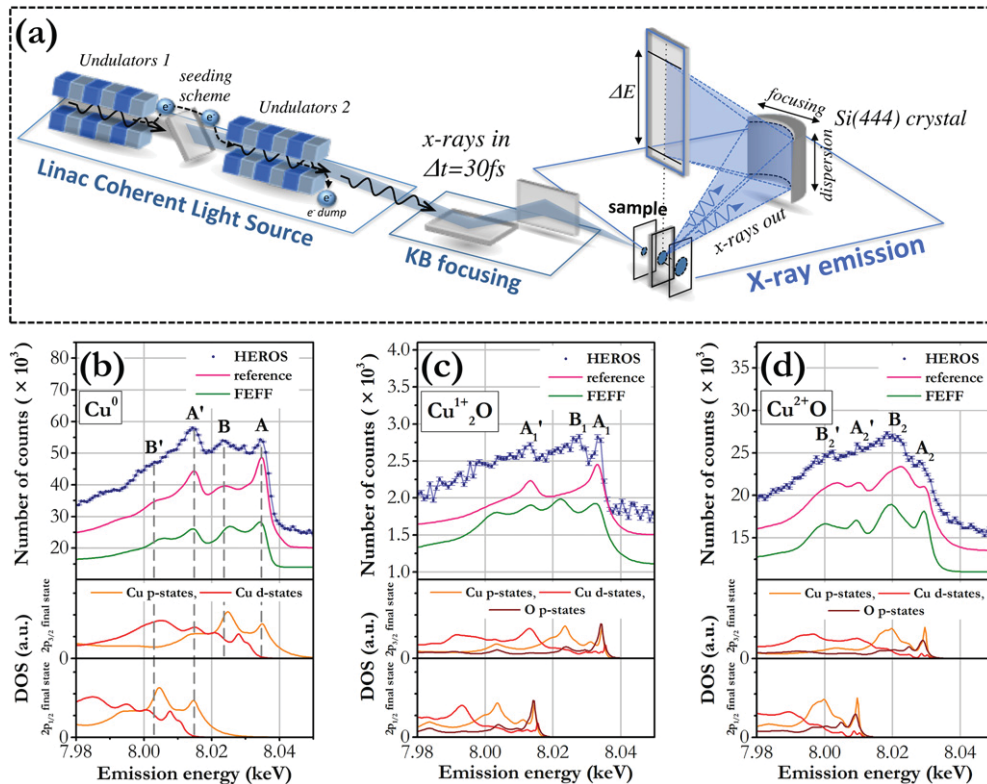 (a)
Undulators 1
seeding
scheme
Undulators 2
e⁻
e⁻
e⁻
e⁻ dump
Linac Coherent Light Source
x-rays in
Δt=30fs
KB focusing
ΔE
sample
focusing
Si(444) crystal
dispersion
x-rays out
X-ray emission
(b)
Cu⁰
HEROS
reference
FEFF
B' A' B A
Number of counts (× 10³)
85
80
70
60
50
40
30
20
Cu p-states, Cu d-states
DOS (a.u.)
2p₃/₂ final state
0
2p₁/₂ final state
0
7.98 8.00 8.02 8.04
Emission energy (keV)
(c)
Cu¹⁺₂O
HEROS
reference
FEFF
A₁' B₁ A₁
Number of counts (× 10³)
4.0
3.5
3.0
2.5
2.0
1.5
1.0
Cu p-states, Cu d-states
O p-states
DOS (a.u.)
2p₃/₂ final state
0
2p₁/₂ final state
0
7.98 8.00 8.02 8.04
Emission energy (keV)
(d)
Cu²⁺O
HEROS
reference
FEFF
B₂' A₂' B₂ A₂
Number of counts (× 10³)
35
30
25
20
15
10
Cu p-states, Cu d-states
O p-states
DOS (a.u.)
2p₃/₂ final state
0
2p₁/₂ final state
0
7.98 8.00 8.02 8.04
Emission energy (keV)